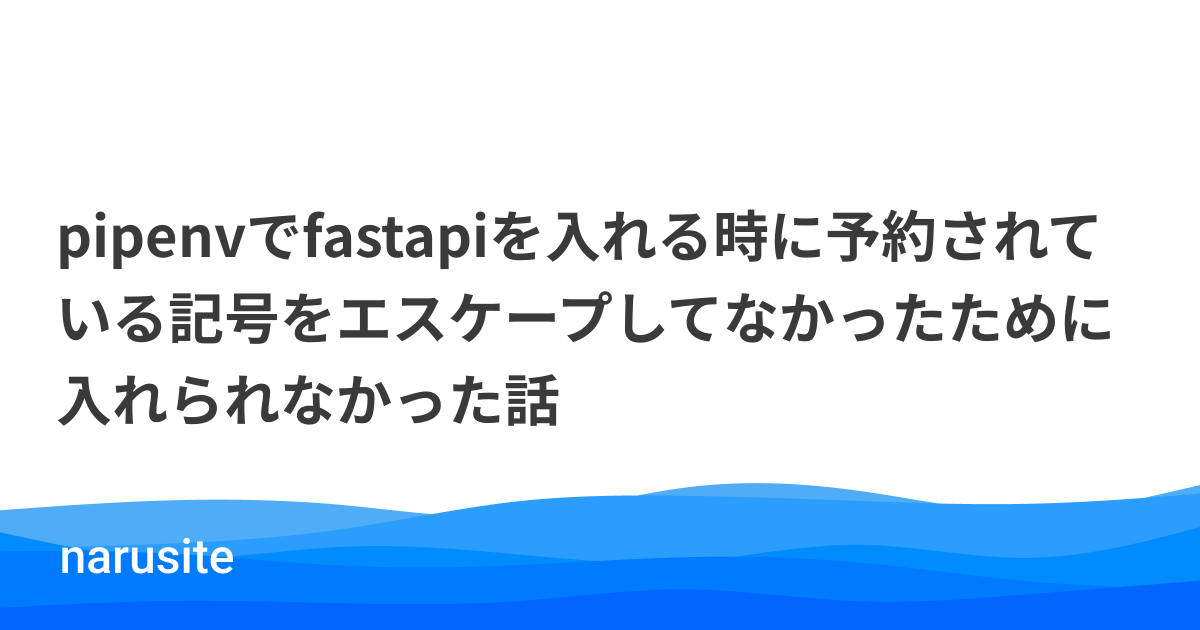 pipenvでfastapiを入れる時に予約されて
いる記号をエスケープしてなかったために
入れられなかった話
narusite